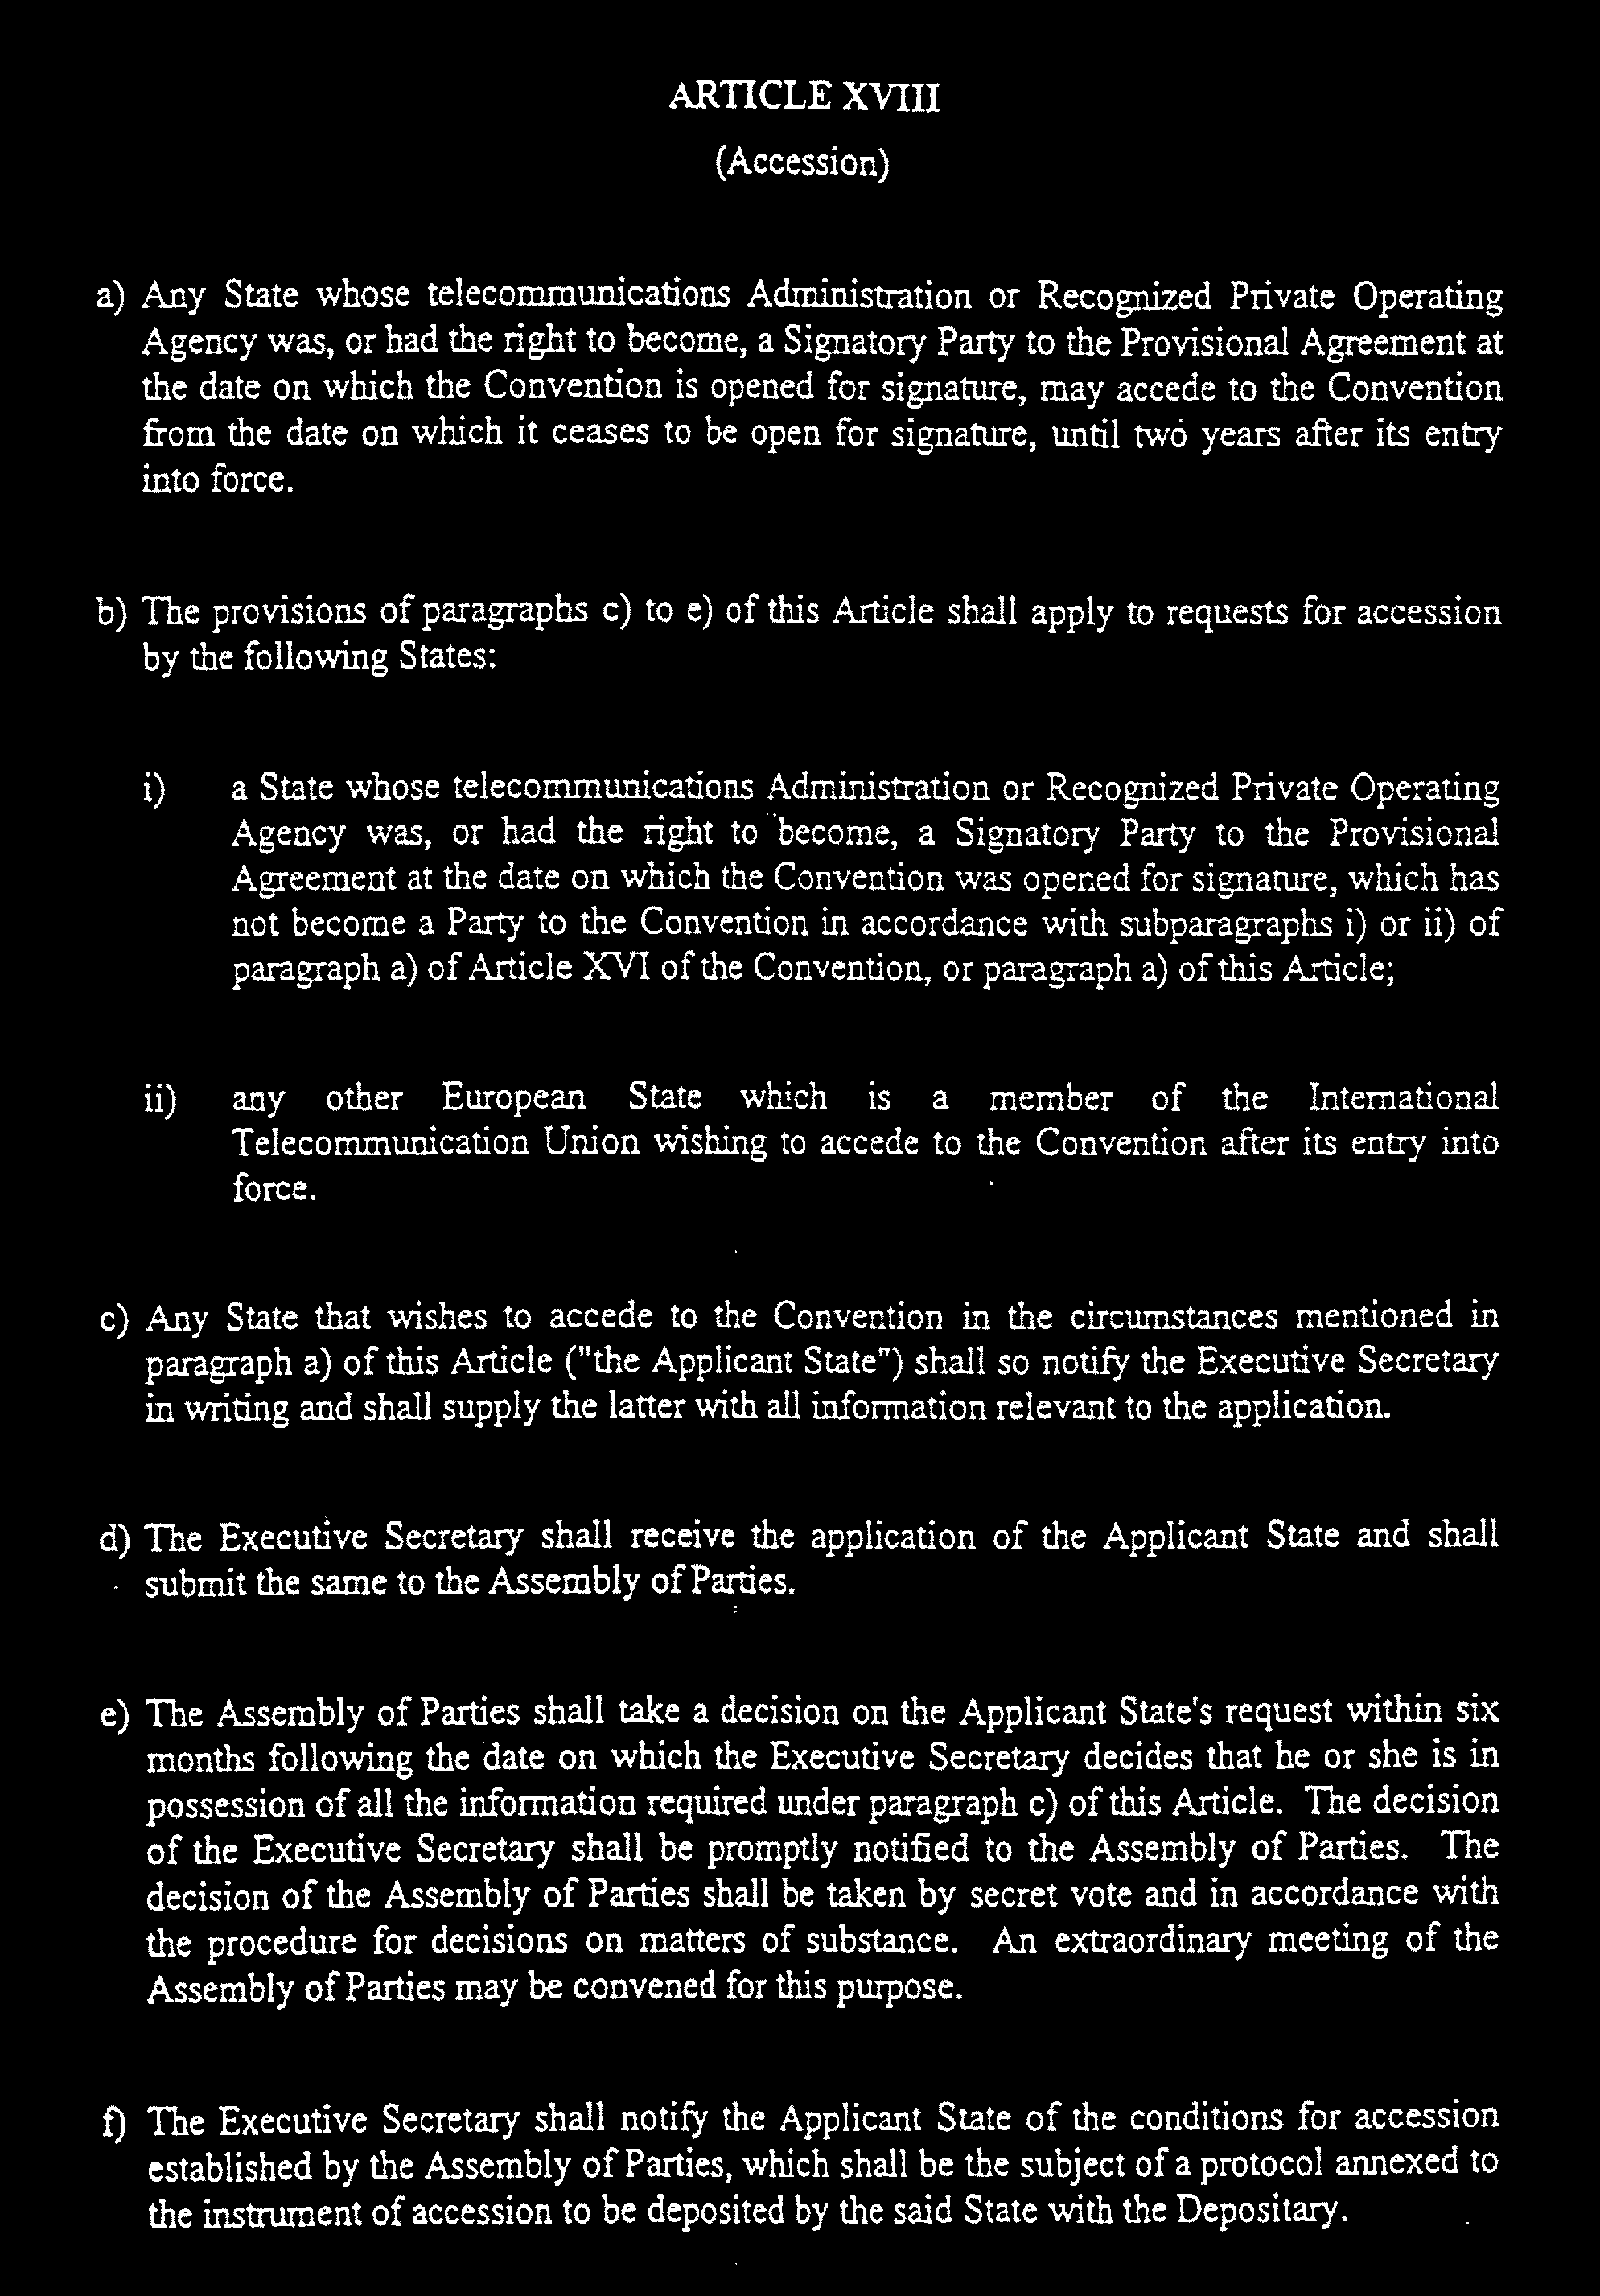 ARTICLE XVIII
(Accession)
a) Any State whose telecommunications Administration or Recognized Private Operating
Agency was, or had the right to become, a Signatory Party to the Provisional Agreement at
the date on which the Convention is opened for signature, may accede to the Convention
from the date on which it ceases to be open for signature, until two years after its entry
into force.
b) The provisions of paragraphs c) to e) of this Article shall apply to requests for accession
by the following States:
i) a State whose telecommunications Administration or Recognized Private Operating
Agency was, or had the right to become, a Signatory Party to the Provisional
Agreement at the date on which the Convention was opened for signature, which has
not become a Party to the Convention in accordance with subparagraphs i) or ii) of
paragraph a) of Article XVI of the Convention, or paragraph a) of this Article;
ii) any other European State which is a member of the International
Telecommunication Union wishing to accede to the Convention after its entry into
force.
c) Any State that wishes to accede to the Convention in the circumstances mentioned in
paragraph a) of this Article ("the Applicant State") shall so notify the Executive Secretary
in writing and shall supply the latter with all information relevant to the application.
d) The Executive Secretary shall receive the application of the Applicant State and shall
submit the same to the Assembly of Parties.
e) The Assembly of Parties shall take a decision on the Applicant State's request within six
months following the date on which the Executive Secretary decides that he or she is in
possession of all the information required under paragraph c) of this Article. The decision
of the Executive Secretary shall be promptly notified to the Assembly of Parties. The
decision of the Assembly of Parties shall be taken by secret vote and in accordance with
the procedure for decisions on matters of substance. An extraordinary meeting of the
Assembly of Parties may be convened for this purpose.
f) The Executive Secretary shall notify the Applicant State of the conditions for accession
established by the Assembly of Parties, which shall be the subject of a protocol annexed to
the instrument of accession to be deposited by the said State with the Depositary.